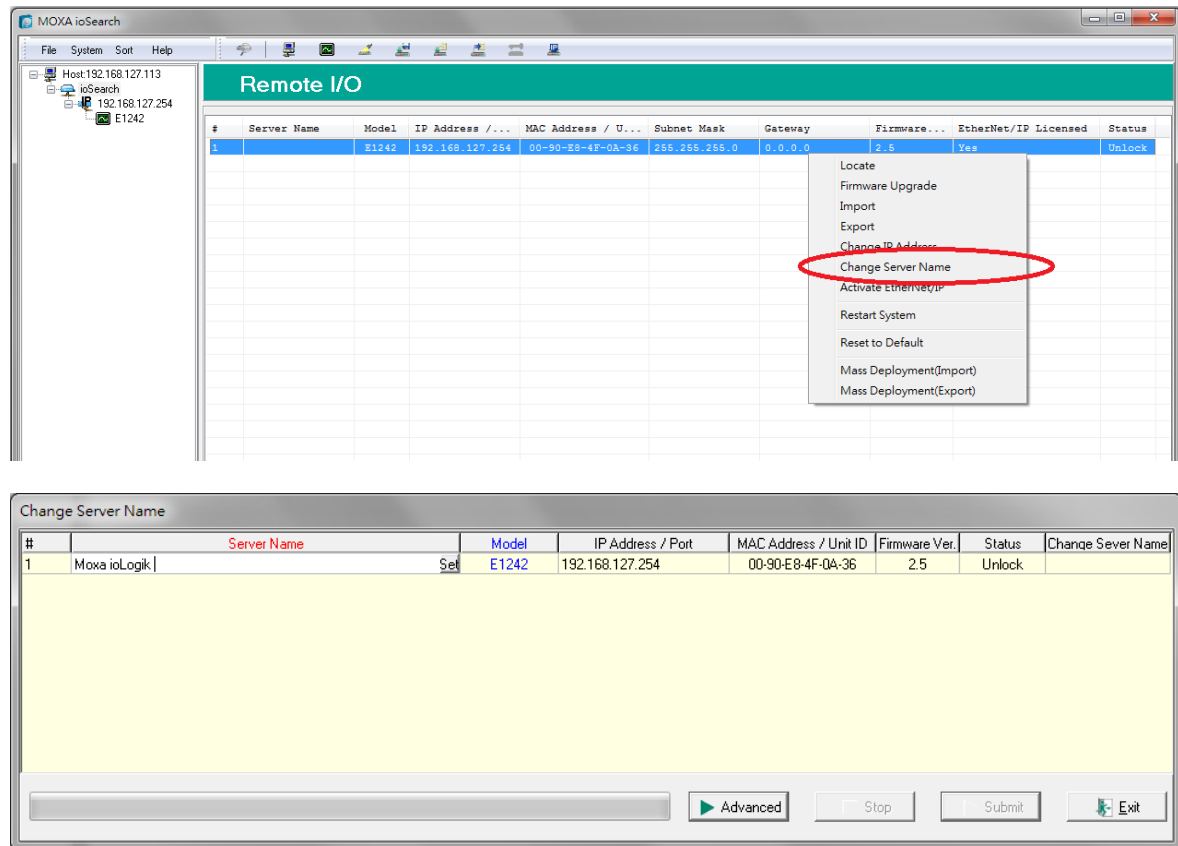 MOXA ioSearch
File System Sort Help
Host:192.168.127.113
ioSearch
192.168.127.254
E1242
Remote I/O
# Server Name Model IP Address /... MAC Address / U... Subnet Mask Gateway Firmware... EtherNet/IP Licensed Status
1 E1242 192.168.127.254 00-90-E8-4F-0A-36 255.255.255.0 0.0.0.0 2.5 Yes Unlock
Locate
Firmware Upgrade
Import
Export
Change IP Address
Change Server Name
Activate EtherNet/IP
Restart System
Reset to Default
Mass Deployment(Import)
Mass Deployment(Export)
Change Server Name
# Server Name Model IP Address / Port MAC Address / Unit ID Firmware Ver. Status Change Sever Name
1 Moxa ioLogik Set E1242 192.168.127.254 00-90-E8-4F-0A-36 2.5 Unlock
Advanced Stop Submit Exit